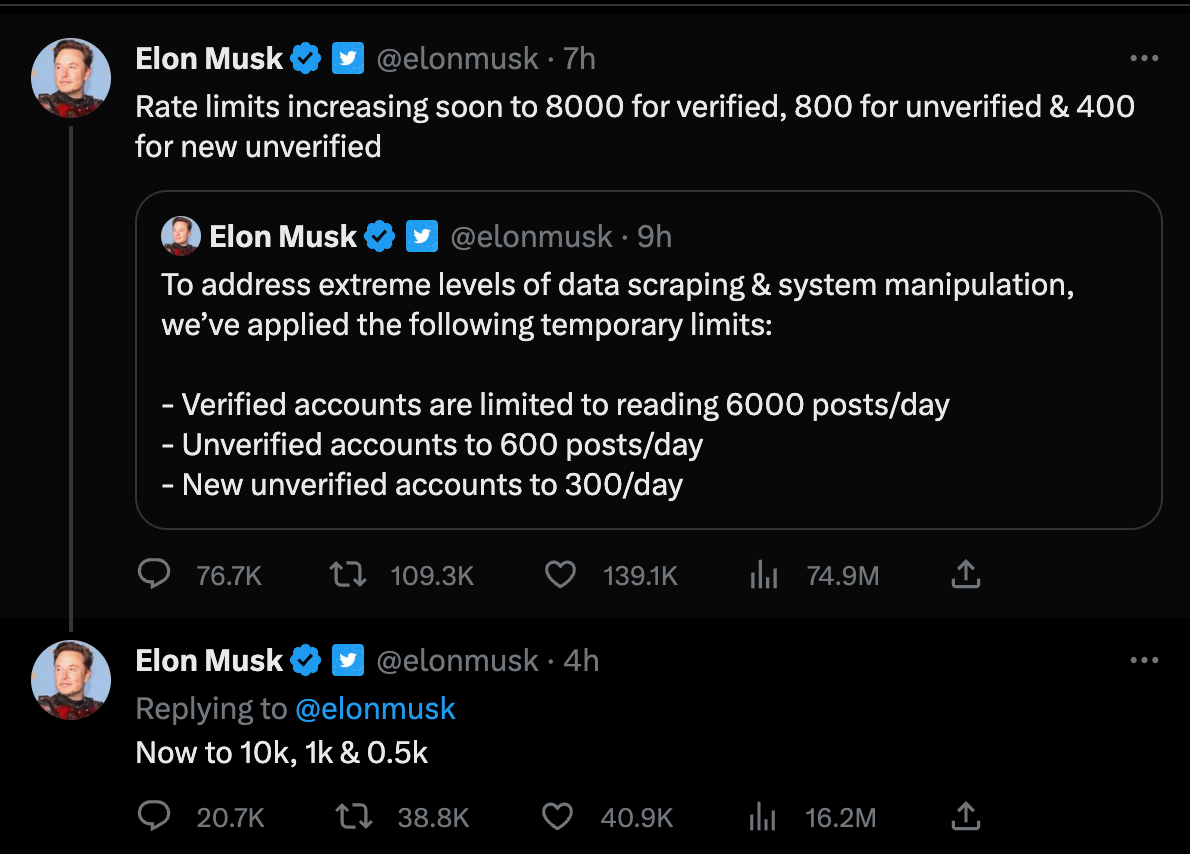 Elon Musk @elonmusk · 7h
Rate limits increasing soon to 8000 for verified, 800 for unverified & 400
for new unverified
Elon Musk @elonmusk · 9h
To address extreme levels of data scraping & system manipulation,
we’ve applied the following temporary limits:
- Verified accounts are limited to reading 6000 posts/day
- Unverified accounts to 600 posts/day
- New unverified accounts to 300/day
76.7K 109.3K 139.1K 74.9M
Elon Musk @elonmusk · 4h
Replying to @elonmusk
Now to 10k, 1k & 0.5k
20.7K 38.8K 40.9K 16.2M